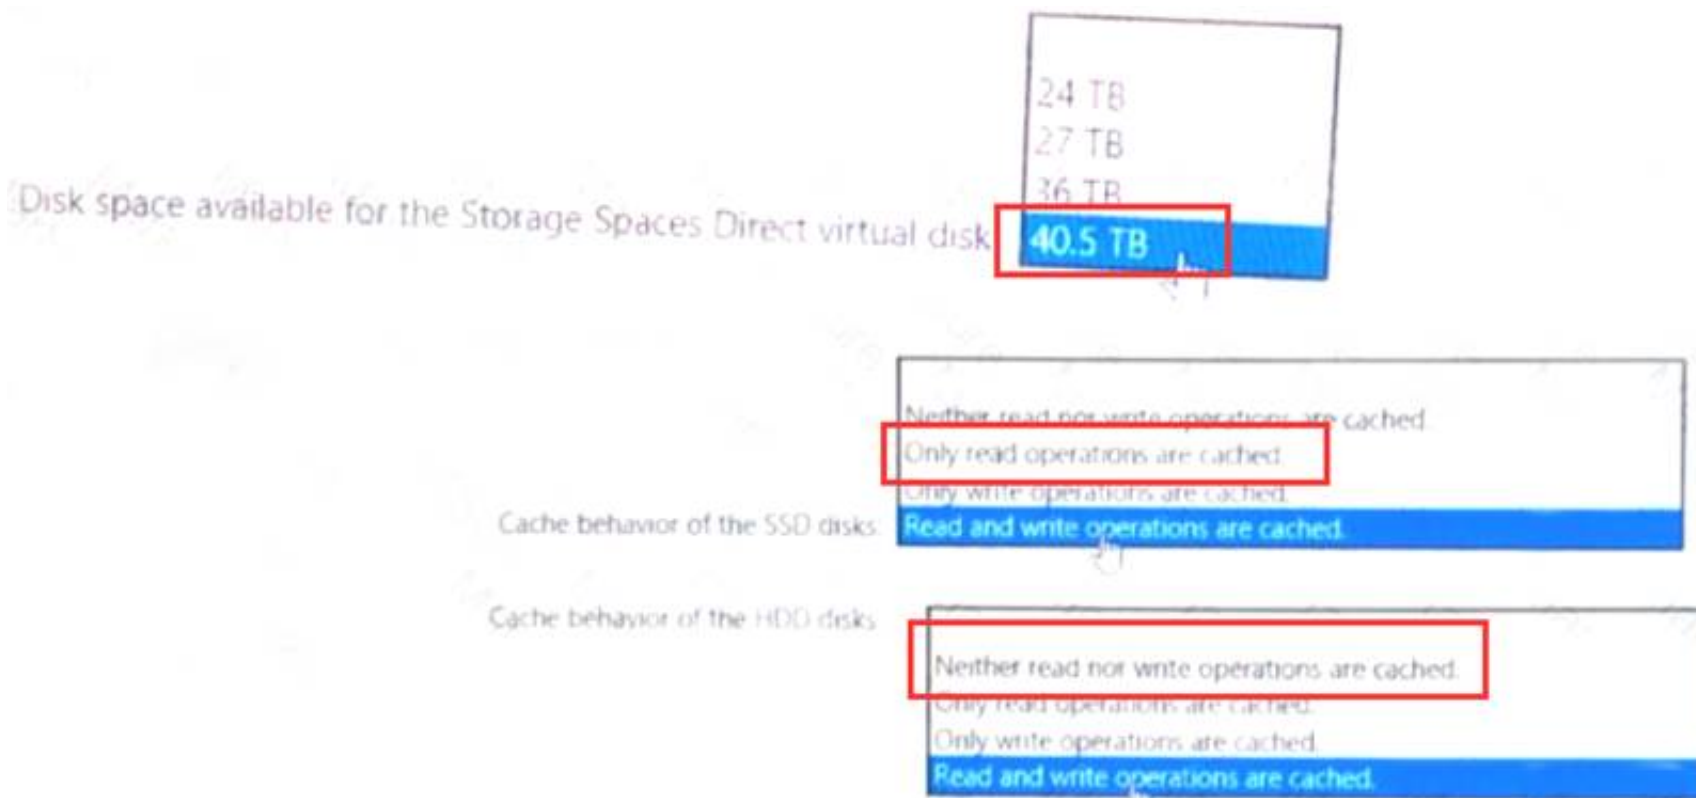 24 TB
27 TB
36 TB
Disk space available for the Storage Spaces Direct virtual disk
40.5 TB
Neither read nor write operations are cached.
Only read operations are cached.
Only write operations are cached.
Cache behavior of the SSD disks
Read and write operations are cached.
Cache behavior of the HDD disks
Neither read nor write operations are cached.
Only read operations are cached.
Only write operations are cached.
Read and write operations are cached.